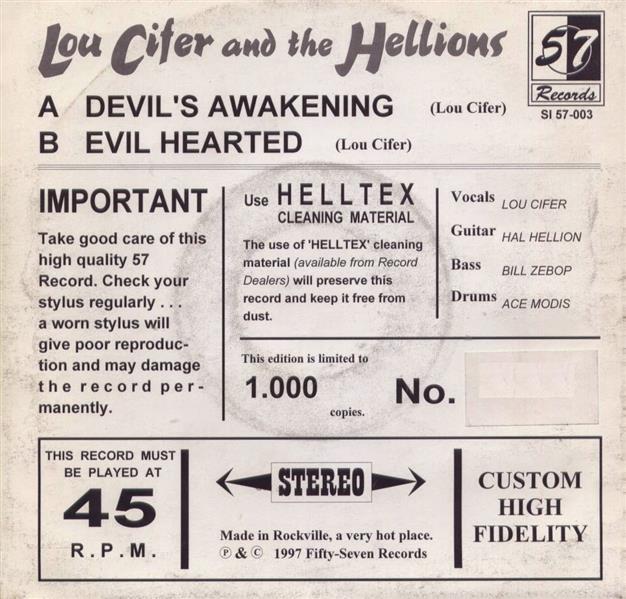 Lou Cifer and the Hellions
57
Records
SI 57-003
A DEVIL'S AWAKENING (Lou Cifer)
B EVIL HEARTED (Lou Cifer)
IMPORTANT
Take good care of this
high quality 57
Record. Check your
stylus regularly . . .
a worn stylus will
give poor reproduc-
tion and may damage
the record per-
manently.
Use HELLTEX
CLEANING MATERIAL
The use of 'HELLTEX' cleaning
material (available from Record
Dealers) will preserve this
record and keep it free from
dust.
Vocals LOU CIFER
Guitar HAL HELLION
Bass BILL ZEBOP
Drums ACE MODIS
This edition is limited to
1.000
copies.
No.
THIS RECORD MUST
BE PLAYED AT
45
R.P.M.
STEREO
Made in Rockville, a very hot place.
℗ & © 1997 Fifty-Seven Records
CUSTOM
HIGH
FIDELITY